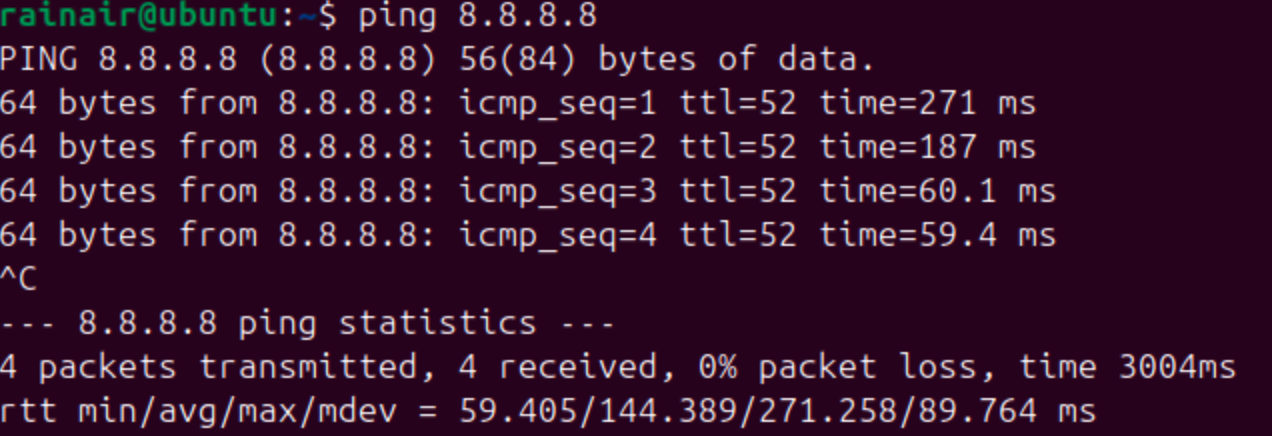 rainair@ubuntu:~$ ping 8.8.8.8
PING 8.8.8.8 (8.8.8.8) 56(84) bytes of data.
64 bytes from 8.8.8.8: icmp_seq=1 ttl=52 time=271 ms
64 bytes from 8.8.8.8: icmp_seq=2 ttl=52 time=187 ms
64 bytes from 8.8.8.8: icmp_seq=3 ttl=52 time=60.1 ms
64 bytes from 8.8.8.8: icmp_seq=4 ttl=52 time=59.4 ms
^C
--- 8.8.8.8 ping statistics ---
4 packets transmitted, 4 received, 0% packet loss, time 3004ms
rtt min/avg/max/mdev = 59.405/144.389/271.258/89.764 ms